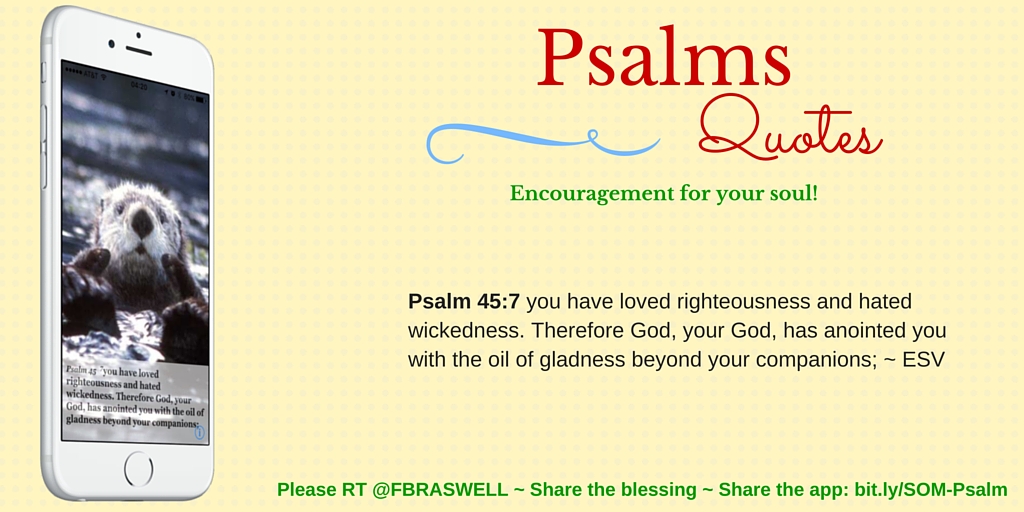 Psalms
Quotes
Encouragement for your soul!
Psalm 45:7 you have loved righteousness and hated
wickedness. Therefore God, your God, has anointed you
with the oil of gladness beyond your companions; ~ ESV
AT&T
Psalm 45 you have loved
righteousness and hated
wickedness. Therefore God, your
God, has anointed you with the oil of
gladness beyond your companions;
Please RT @FBRASWELL ~ Share the blessing ~ Share the app: bit.ly/SOM-Psalm